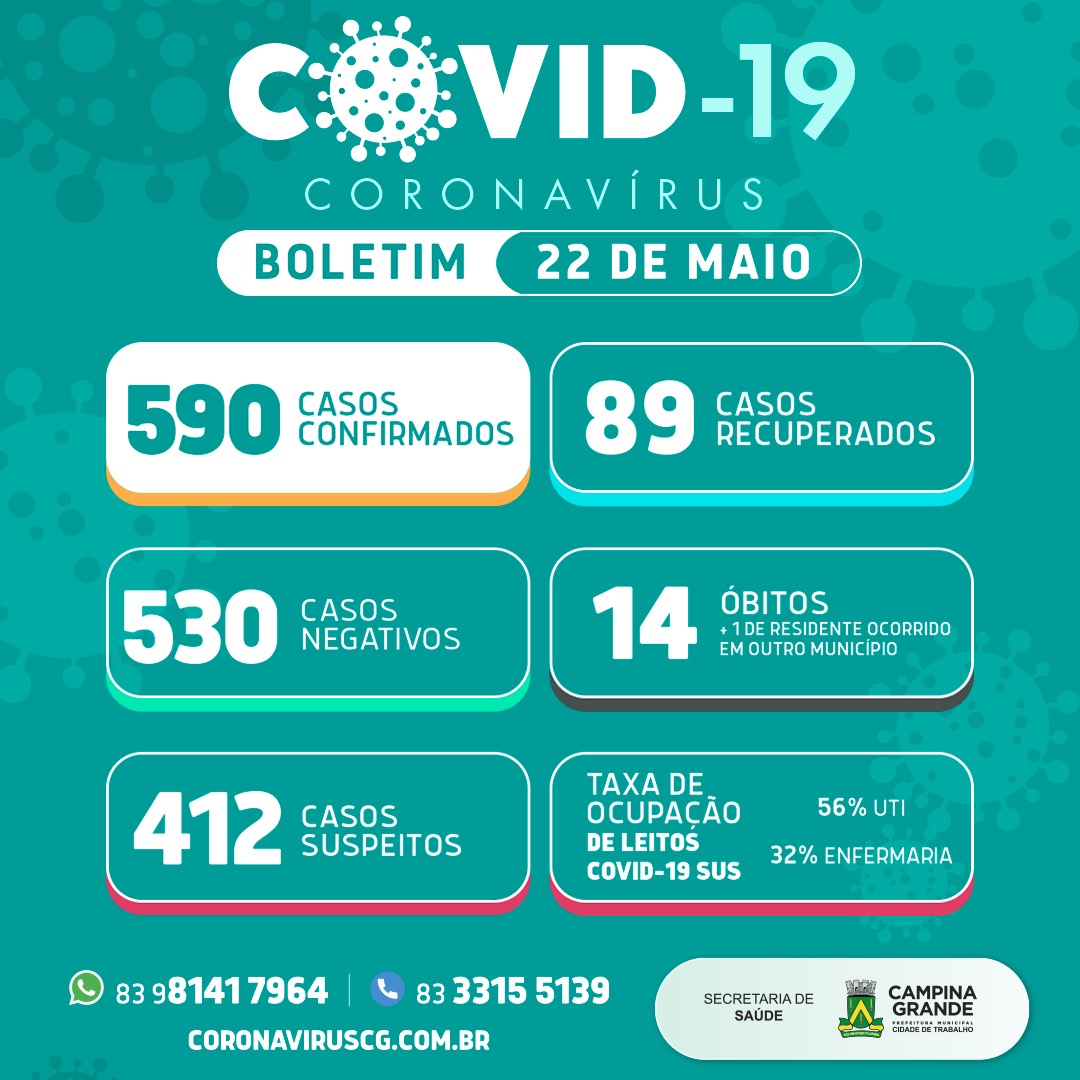 COVID-19
CORONAVÍRUS
BOLETIM 22 DE MAIO
590 CASOS
CONFIRMADOS
89 CASOS
RECUPERADOS
530 CASOS
NEGATIVOS
14 ÓBITOS
+ 1 DE RESIDENTE OCORRIDO
EM OUTRO MUNICÍPIO
412 CASOS
SUSPEITOS
TAXA DE
OCUPAÇÃO
DE LEITOS
COVID-19 SUS
56% UTI
32% ENFERMARIA
83 98141 7964 83 3315 5139
CORONAVIRUSCG.COM.BR
SECRETARIA DE
SAÚDE
CAMPINA
GRANDE
PREFEITURA MUNICIPAL
CIDADE DE TRABALHO